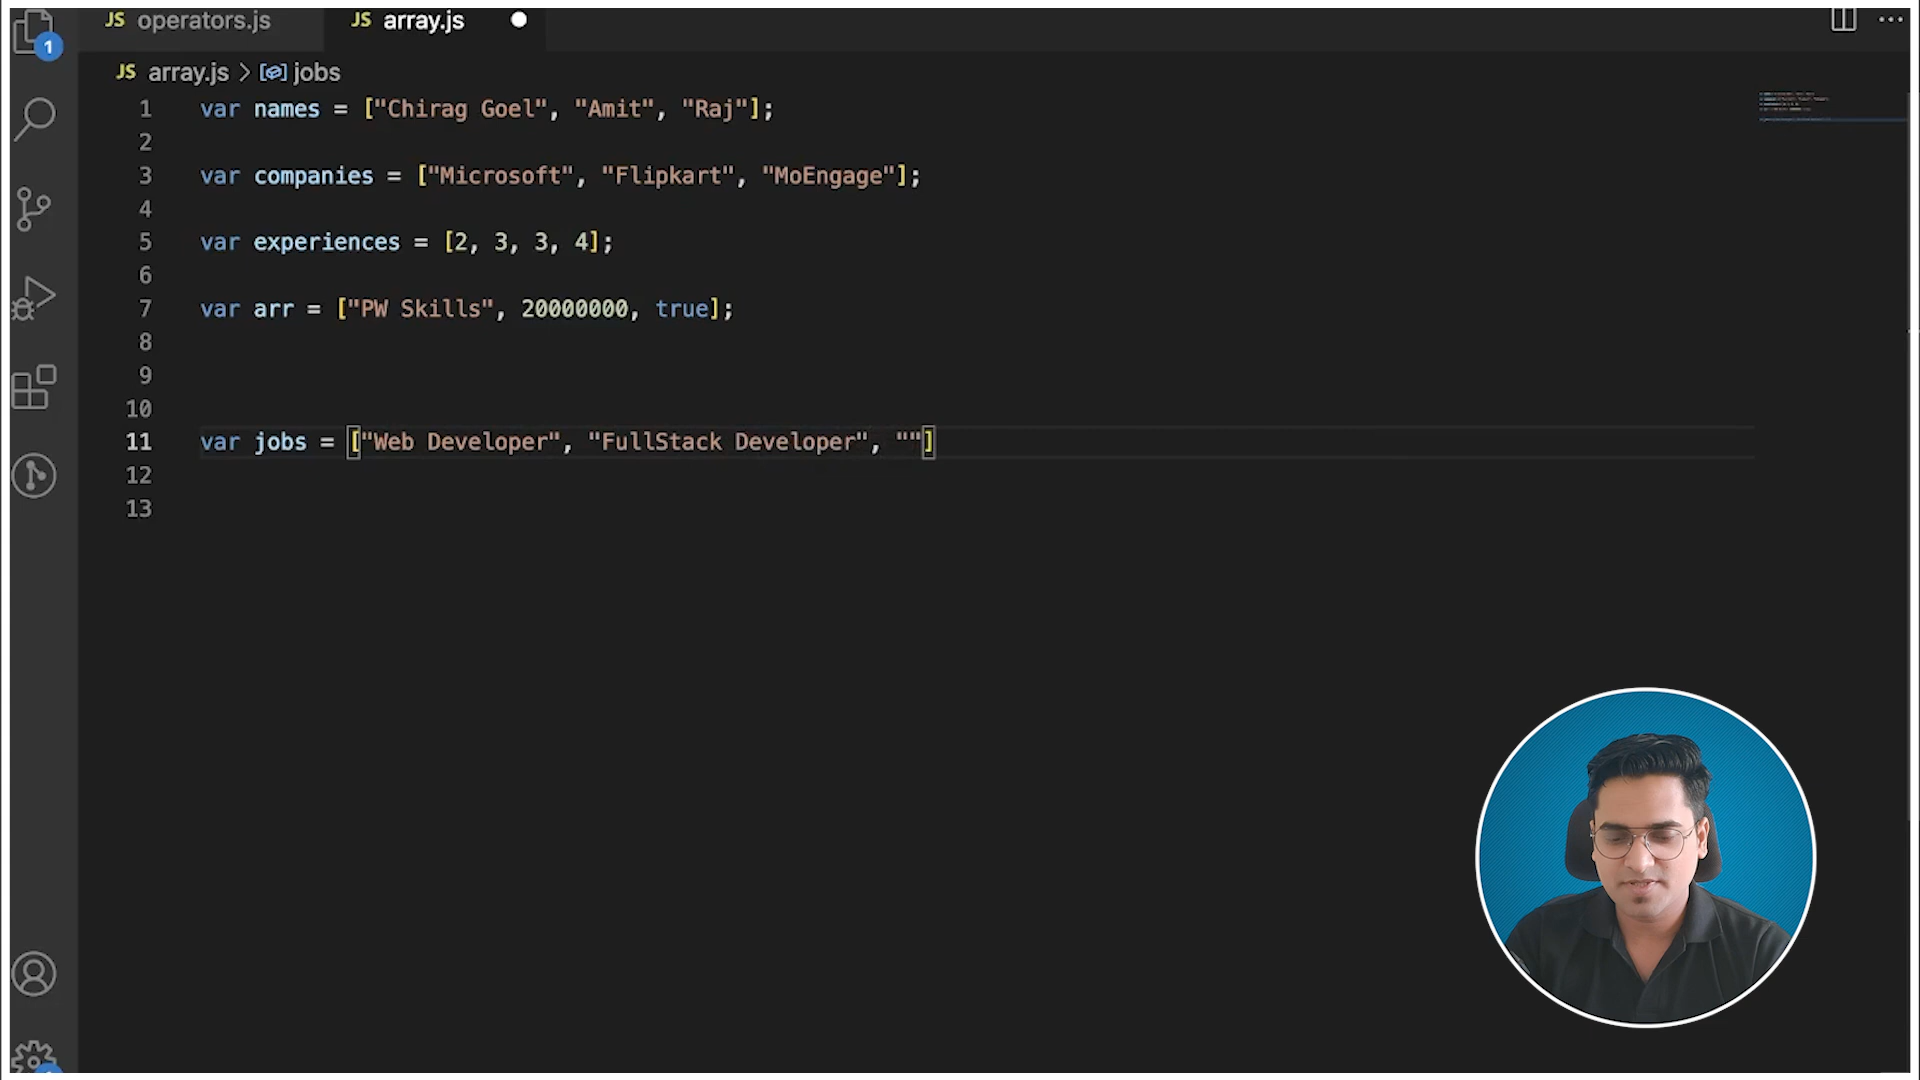 JS operators.js JS array.js
1
JS array.js > jobs
1 var names = ["Chirag Goel", "Amit", "Raj"];
2
3 var companies = ["Microsoft", "Flipkart", "MoEngage"];
4
5 var experiences = [2, 3, 3, 4];
6
7 var arr = ["PW Skills", 20000000, true];
8
9
10
11 var jobs = ["Web Developer", "FullStack Developer", ""]
12
13